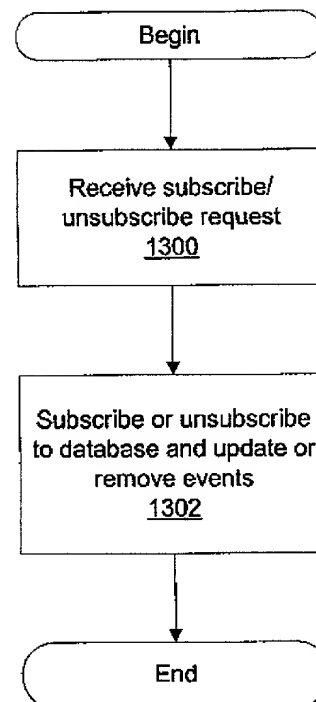 Begin
Receive subscribe/
unsubscribe request
1300
Subscribe or unsubscribe
to database and update or
remove events
1302
End